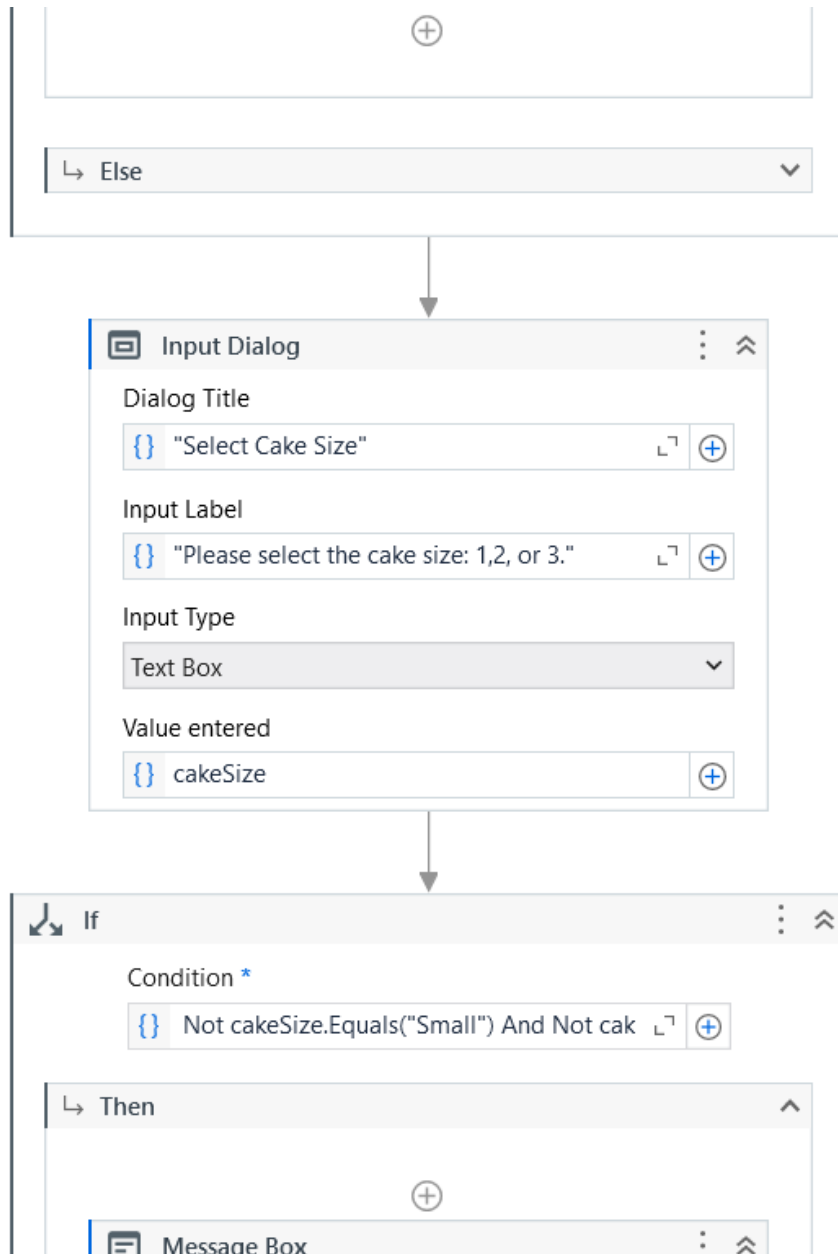 Else
Input Dialog
Dialog Title
{} "Select Cake Size"
Input Label
{} "Please select the cake size: 1,2, or 3."
Input Type
Text Box
Value entered
{} cakeSize
If
Condition *
{} Not cakeSize.Equals("Small") And Not cak
Then
Message Box